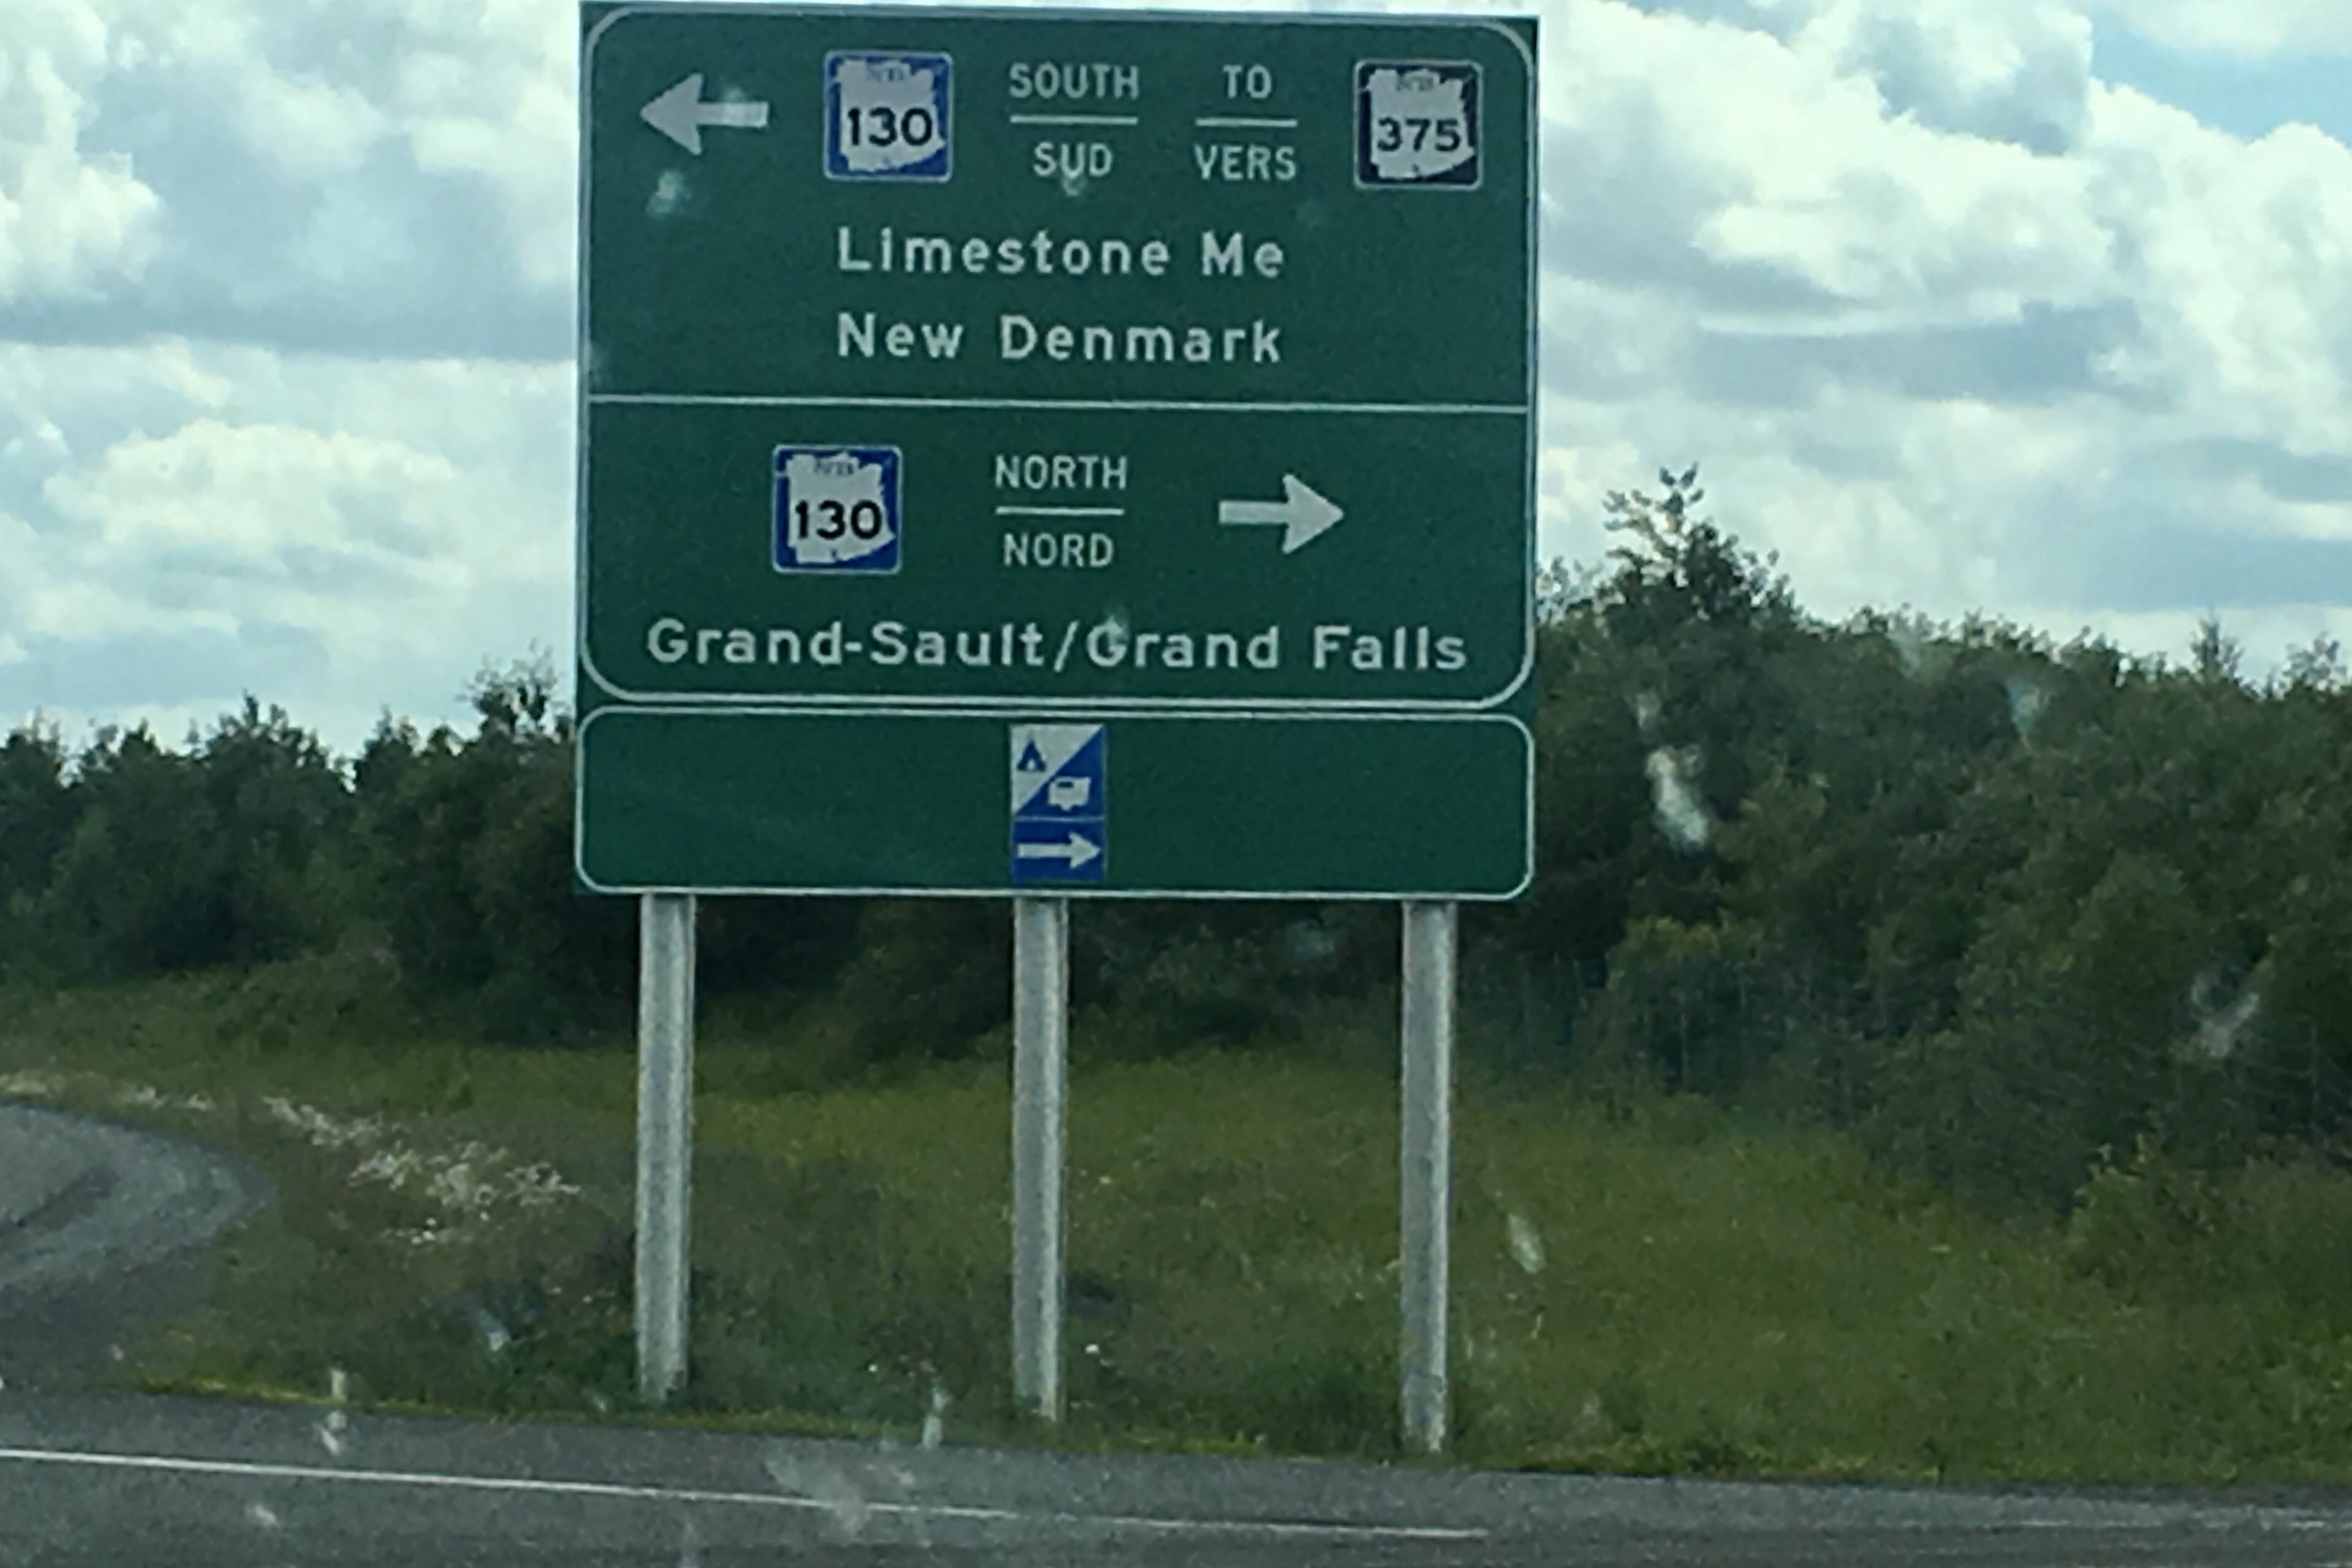 130 SOUTH TO 375
SUD VERS
Limestone Me
New Denmark
130 NORTH
NORD
Grand-Sault/Grand Falls